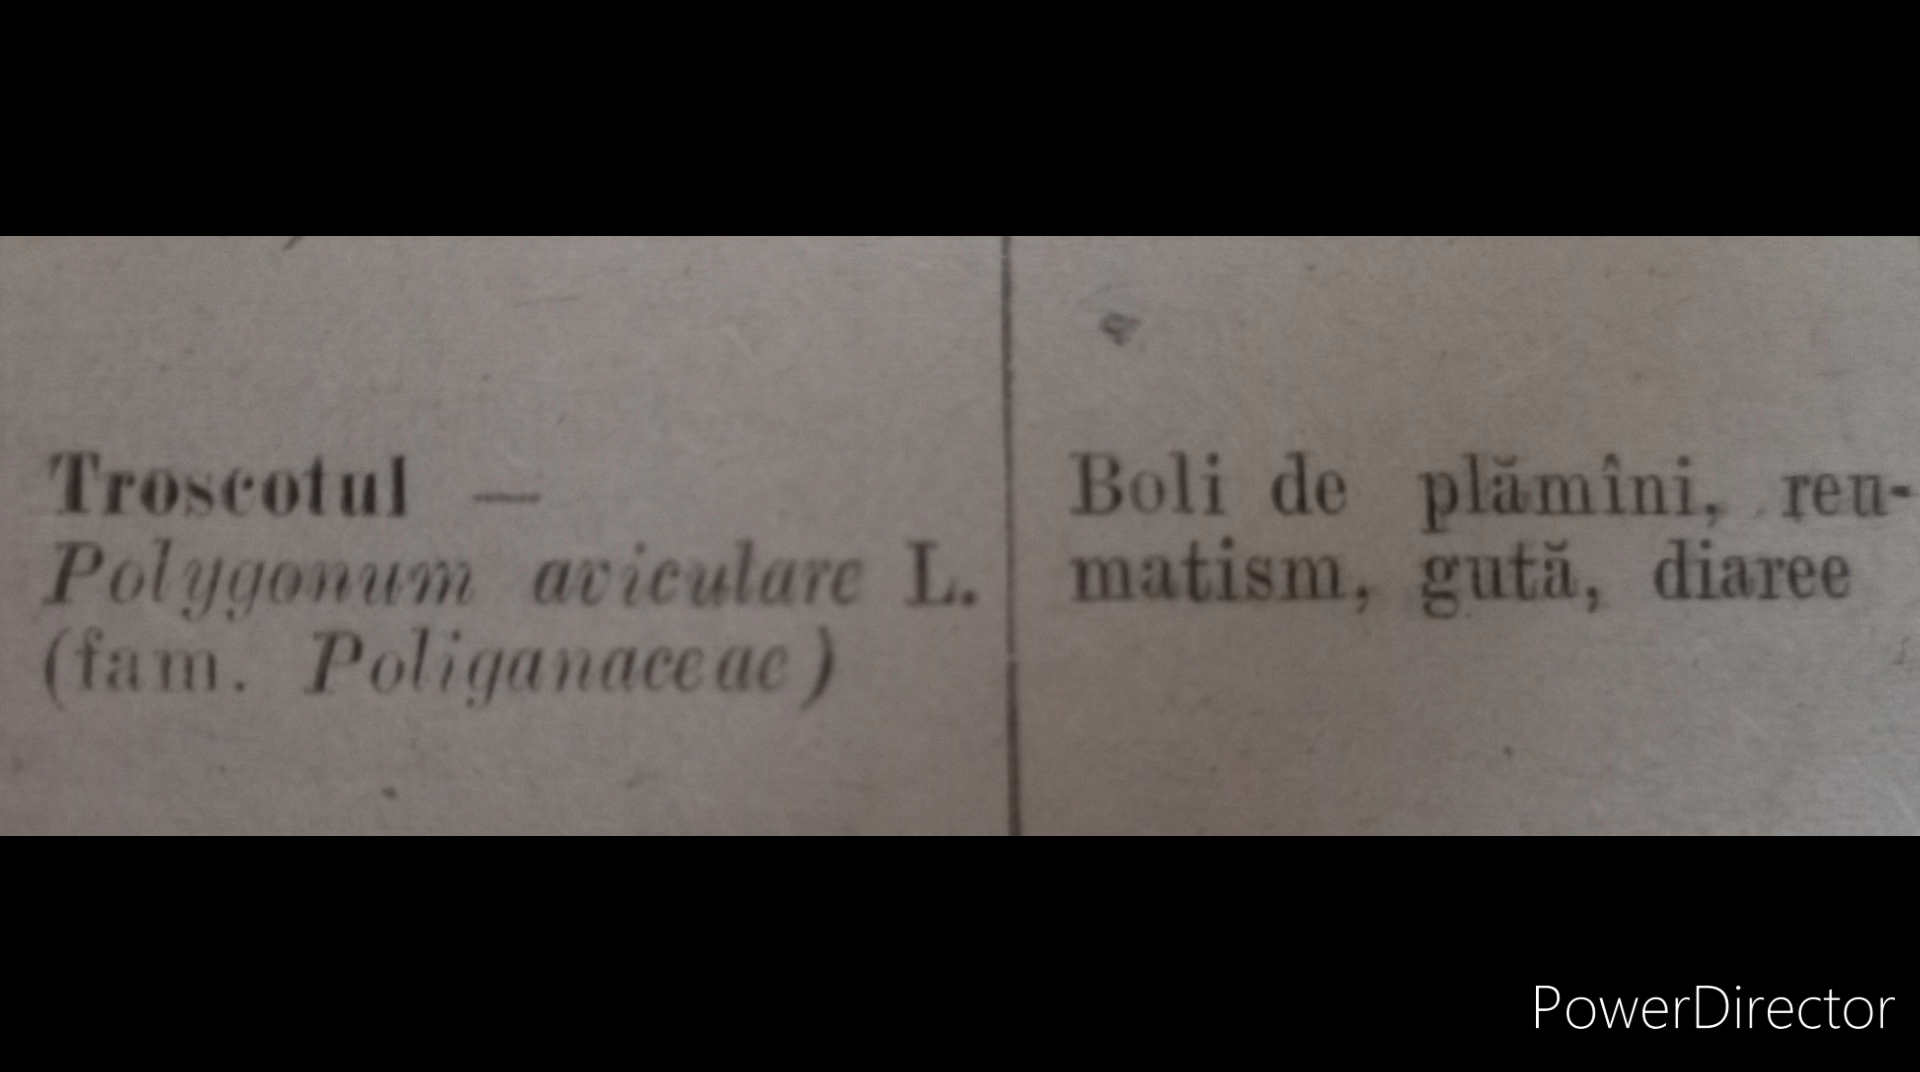 Troscotul —
Polygonum aviculare L.
(fam. Poliganaceae)
Boli de plămîni, reu-
matism, gută, diaree
PowerDirector